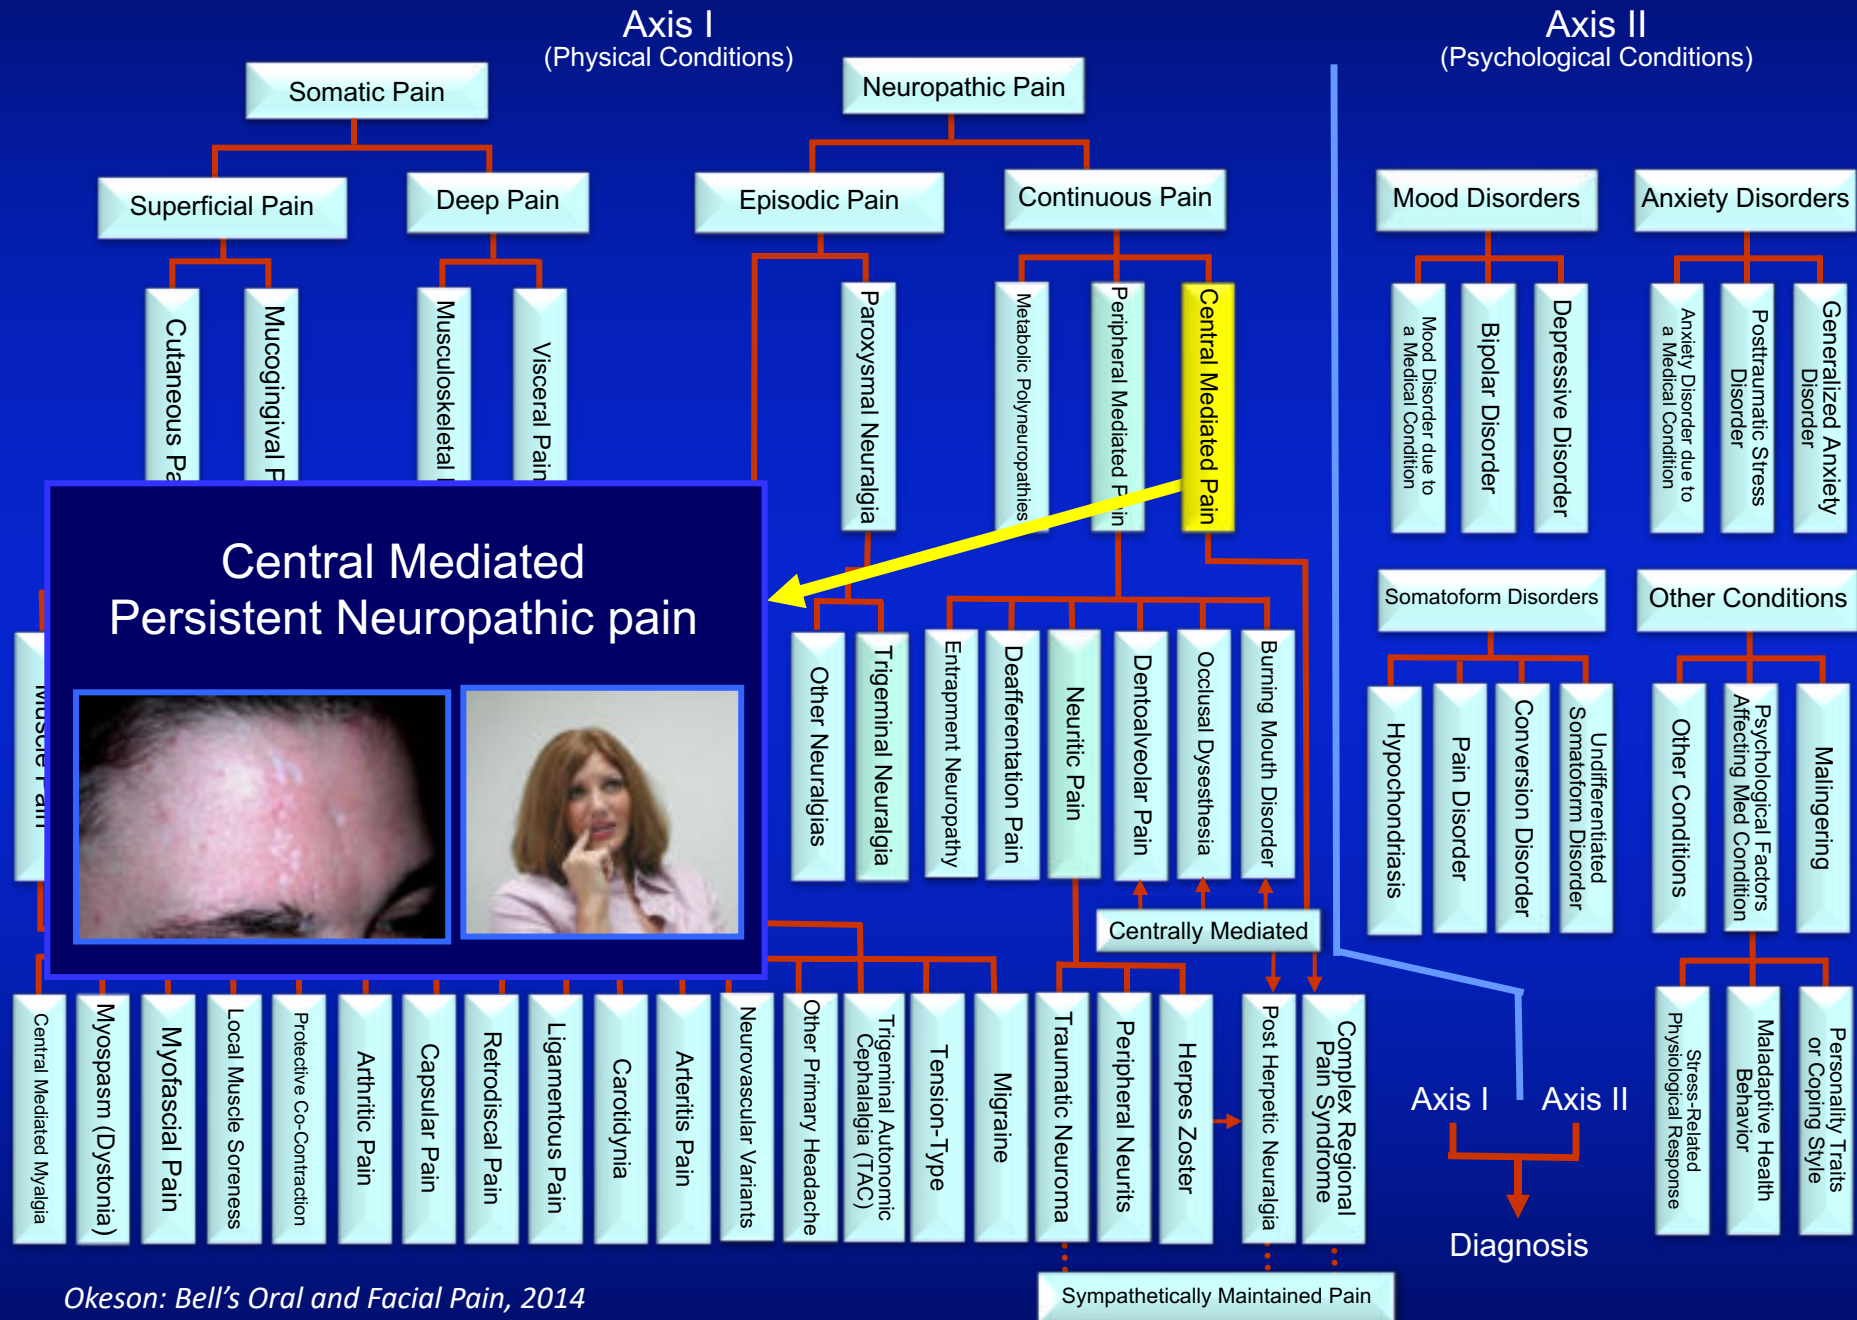 Axis I
(Physical Conditions)
Axis II
(Psychological Conditions)
Somatic Pain
Neuropathic Pain
Superficial Pain
Deep Pain
Episodic Pain
Continuous Pain
Mood Disorders
Anxiety Disorders
Cutaneous Pa
Mucogingival P
Musculoskeletal
Visceral Pain
Paroxysmal Neuralgia
Metabolic Polyneuropathies
Peripheral Mediated Pain
Central Mediated Pain
Mood Disorder due to
a Medical Condition
Bipolar Disorder
Depressive Disorder
Anxiety Disorder due to
a Medical Condition
Posttraumatic Stress
Disorder
Generalized Anxiety
Disorder
Central Mediated
Persistent Neuropathic pain
Somatoform Disorders
Other Conditions
Muscle Pain
Other Neuralgias
Trigeminal Neuralgia
Entrapment Neuropathy
Deafferentation Pain
Neuritic Pain
Dentoalveolar Pain
Occlusal Dysesthesia
Burning Mouth Disorder
Hypochondriasis
Pain Disorder
Conversion Disorder
Undifferentiated
Somatoform Disorder
Other Conditions
Psychological Factors
Affecting Med Condition
Malingering
Centrally Mediated
Central Mediated Myalgia
Myospasm (Dystonia)
Myofascial Pain
Local Muscle Soreness
Protective Co-Contraction
Arthritic Pain
Capsular Pain
Retrodiscal Pain
Ligamentous Pain
Carotidynia
Arteritis Pain
Neurovascular Variants
Other Primary Headache
Trigeminal Autonomic
Cephalalgia (TAC)
Tension-Type
Migraine
Traumatic Neuroma
Peripheral Neurits
Herpes Zoster
Post Herpetic Neuralgia
Complex Regional
Pain Syndrome
Stress-Related
Physiological Response
Maladaptive Health
Behavior
Personality Traits
or Coping Style
Axis I
Axis II
Diagnosis
Sympathetically Maintained Pain
Okeson: Bell's Oral and Facial Pain, 2014